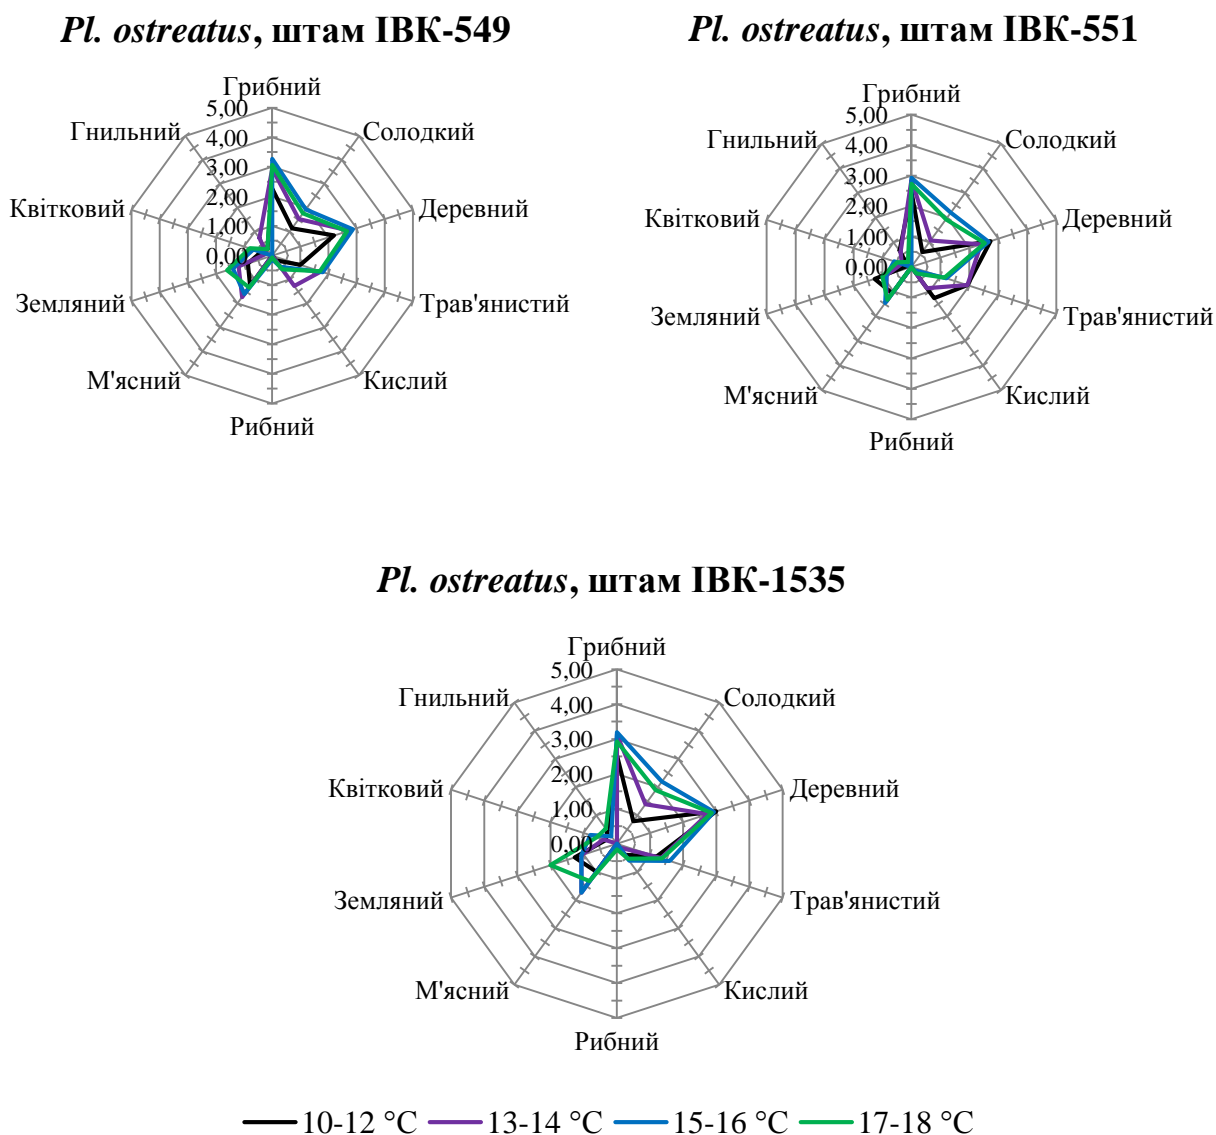 Pl. ostreatus, штам ІВК-549
Грибний
Солодкий
Деревний
Трав'янистий
Кислий
Рибний
М'ясний
Земляний
Квітковий
Гнильний
5,00
4,00
3,00
2,00
1,00
0,00
Pl. ostreatus, штам ІВК-551
Грибний
Солодкий
Деревний
Трав'янистий
Кислий
Рибний
М'ясний
Земляний
Квітковий
Гнильний
5,00
4,00
3,00
2,00
1,00
0,00
Pl. ostreatus, штам ІВК-1535
Грибний
Солодкий
Деревний
Трав'янистий
Кислий
Рибний
М'ясний
Земляний
Квітковий
Гнильний
5,00
4,00
3,00
2,00
1,00
0,00
10-12 °C 13-14 °C 15-16 °C 17-18 °C